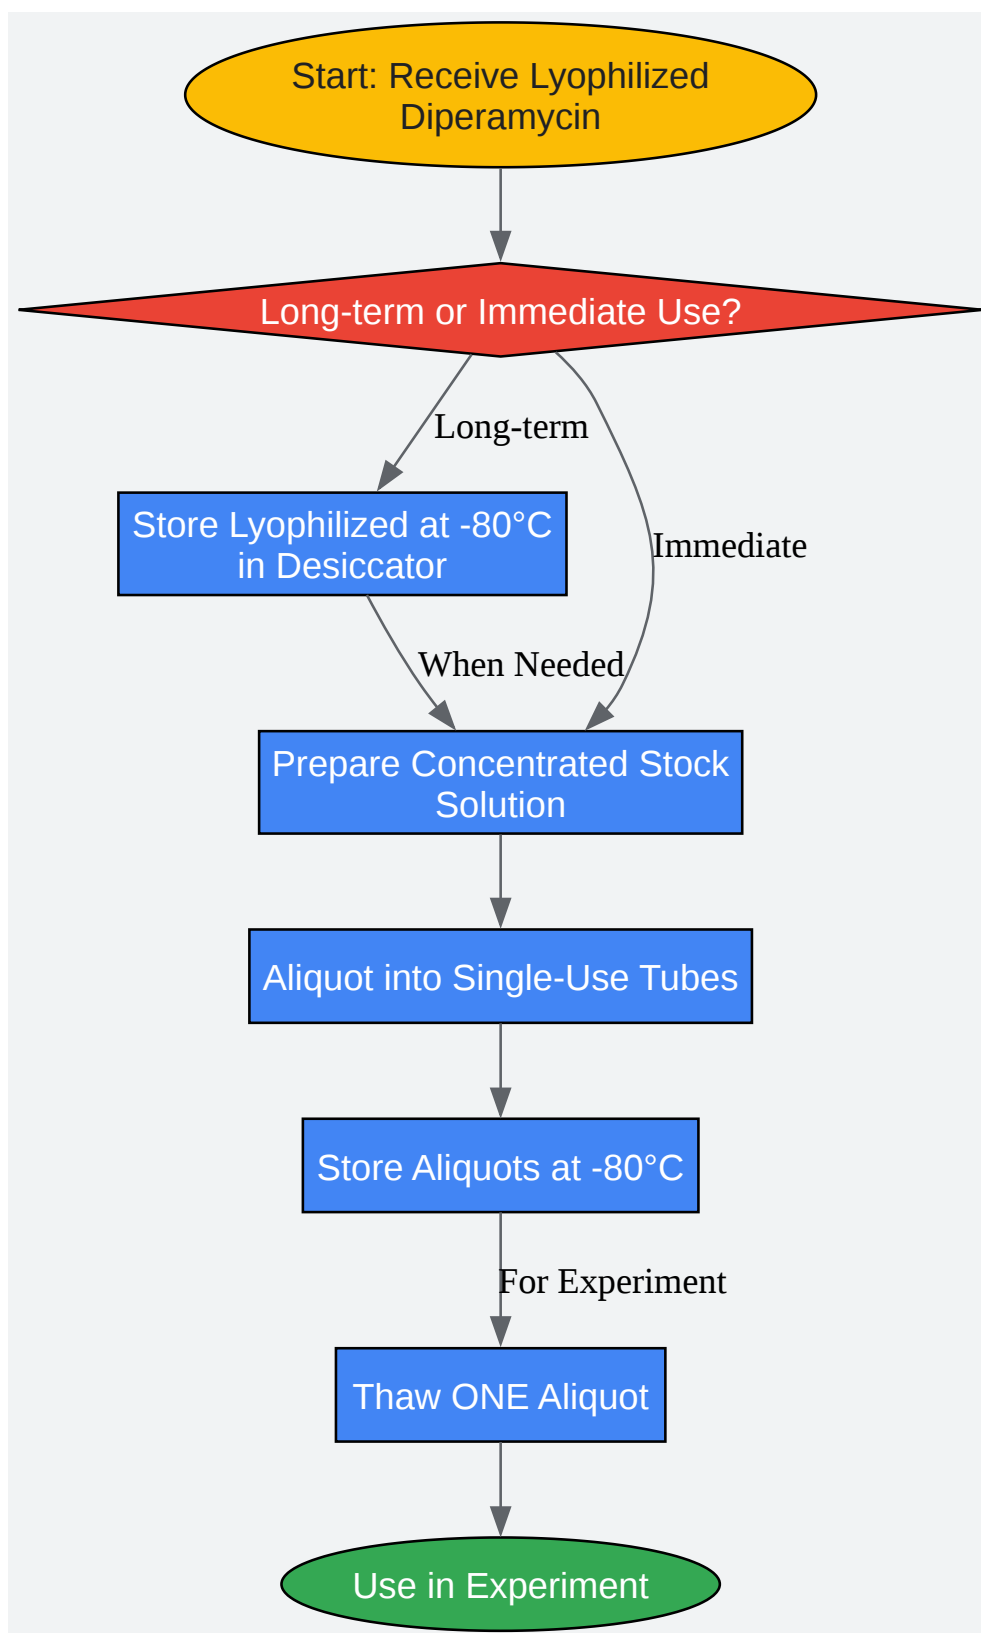 Start: Receive Lyophilized
Diperamycin
Long-term or Immediate Use?
Long-term
Store Lyophilized at -80°C
in Desiccator
Immediate
When Needed
Prepare Concentrated Stock
Solution
Aliquot into Single-Use Tubes
Store Aliquots at -80°C
For Experiment
Thaw ONE Aliquot
Use in Experiment